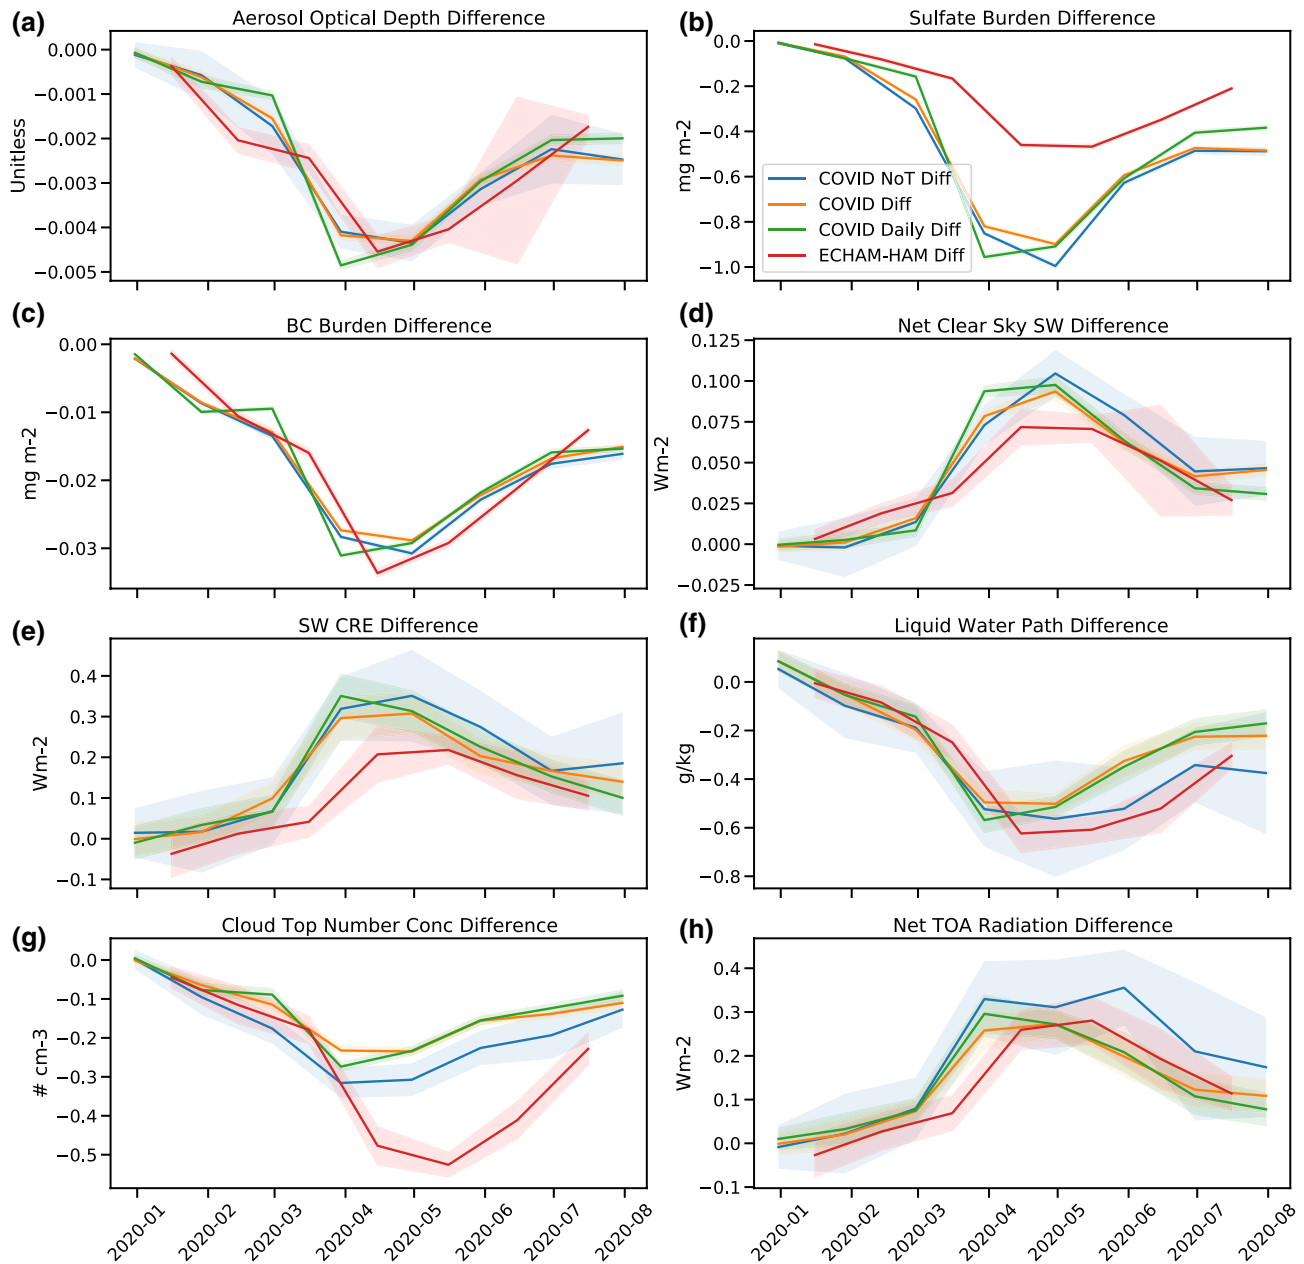 (a)
Aerosol Optical Depth Difference
Unitless
0.000
−0.001
−0.002
−0.003
−0.004
−0.005
(b)
Sulfate Burden Difference
mg m-2
0.0
−0.2
−0.4
−0.6
−0.8
−1.0
COVID NoT Diff
COVID Diff
COVID Daily Diff
ECHAM-HAM Diff
(c)
BC Burden Difference
mg m-2
0.00
−0.01
−0.02
−0.03
(d)
Net Clear Sky SW Difference
Wm-2
0.125
0.100
0.075
0.050
0.025
0.000
−0.025
(e)
SW CRE Difference
Wm-2
0.4
0.3
0.2
0.1
0.0
−0.1
(f)
Liquid Water Path Difference
g/kg
0.0
−0.2
−0.4
−0.6
−0.8
(g)
Cloud Top Number Conc Difference
# cm-3
0.0
−0.1
−0.2
−0.3
−0.4
−0.5
2020-01
2020-02
2020-03
2020-04
2020-05
2020-06
2020-07
2020-08
(h)
Net TOA Radiation Difference
Wm-2
0.4
0.3
0.2
0.1
0.0
−0.1
2020-01
2020-02
2020-03
2020-04
2020-05
2020-06
2020-07
2020-08